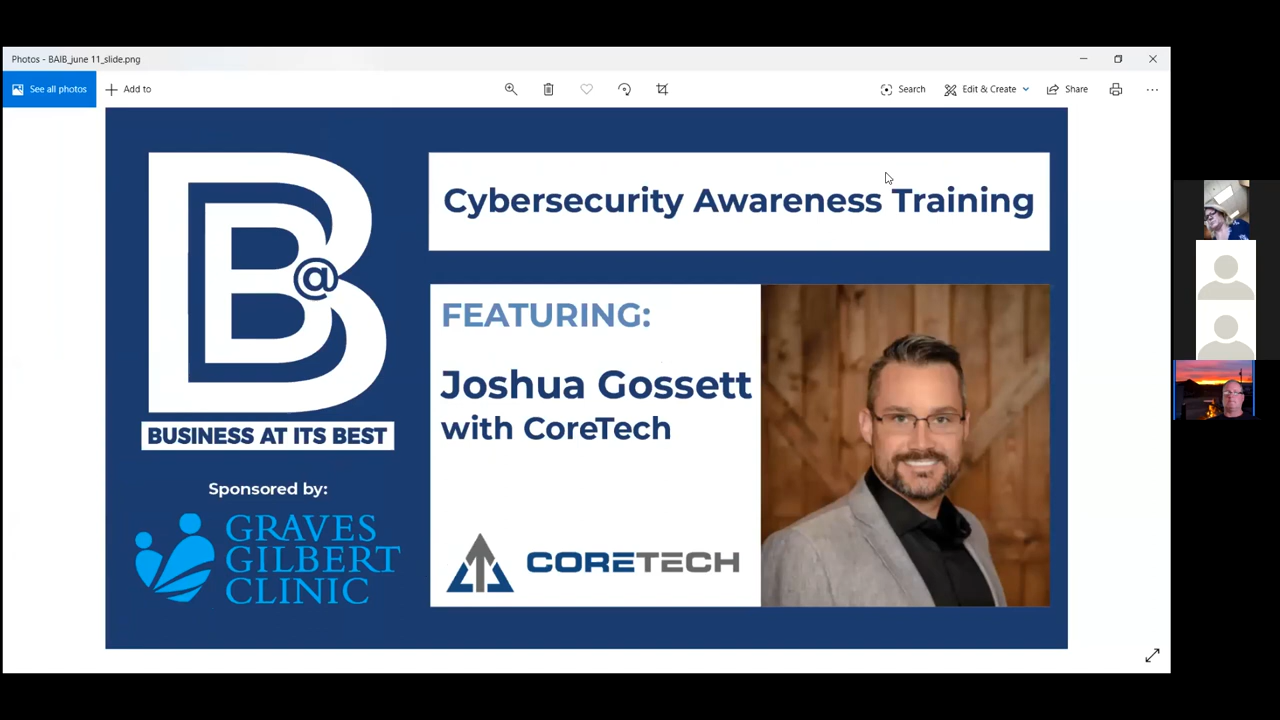 Photos - BAIB_june 11_slide.png
See all photos
Add to
Search
Edit & Create
Share
B@B
Cybersecurity Awareness Training
FEATURING:
Joshua Gossett
with CoreTech
BUSINESS AT ITS BEST
Sponsored by:
GRAVES
GILBERT
CLINIC
CORETECH